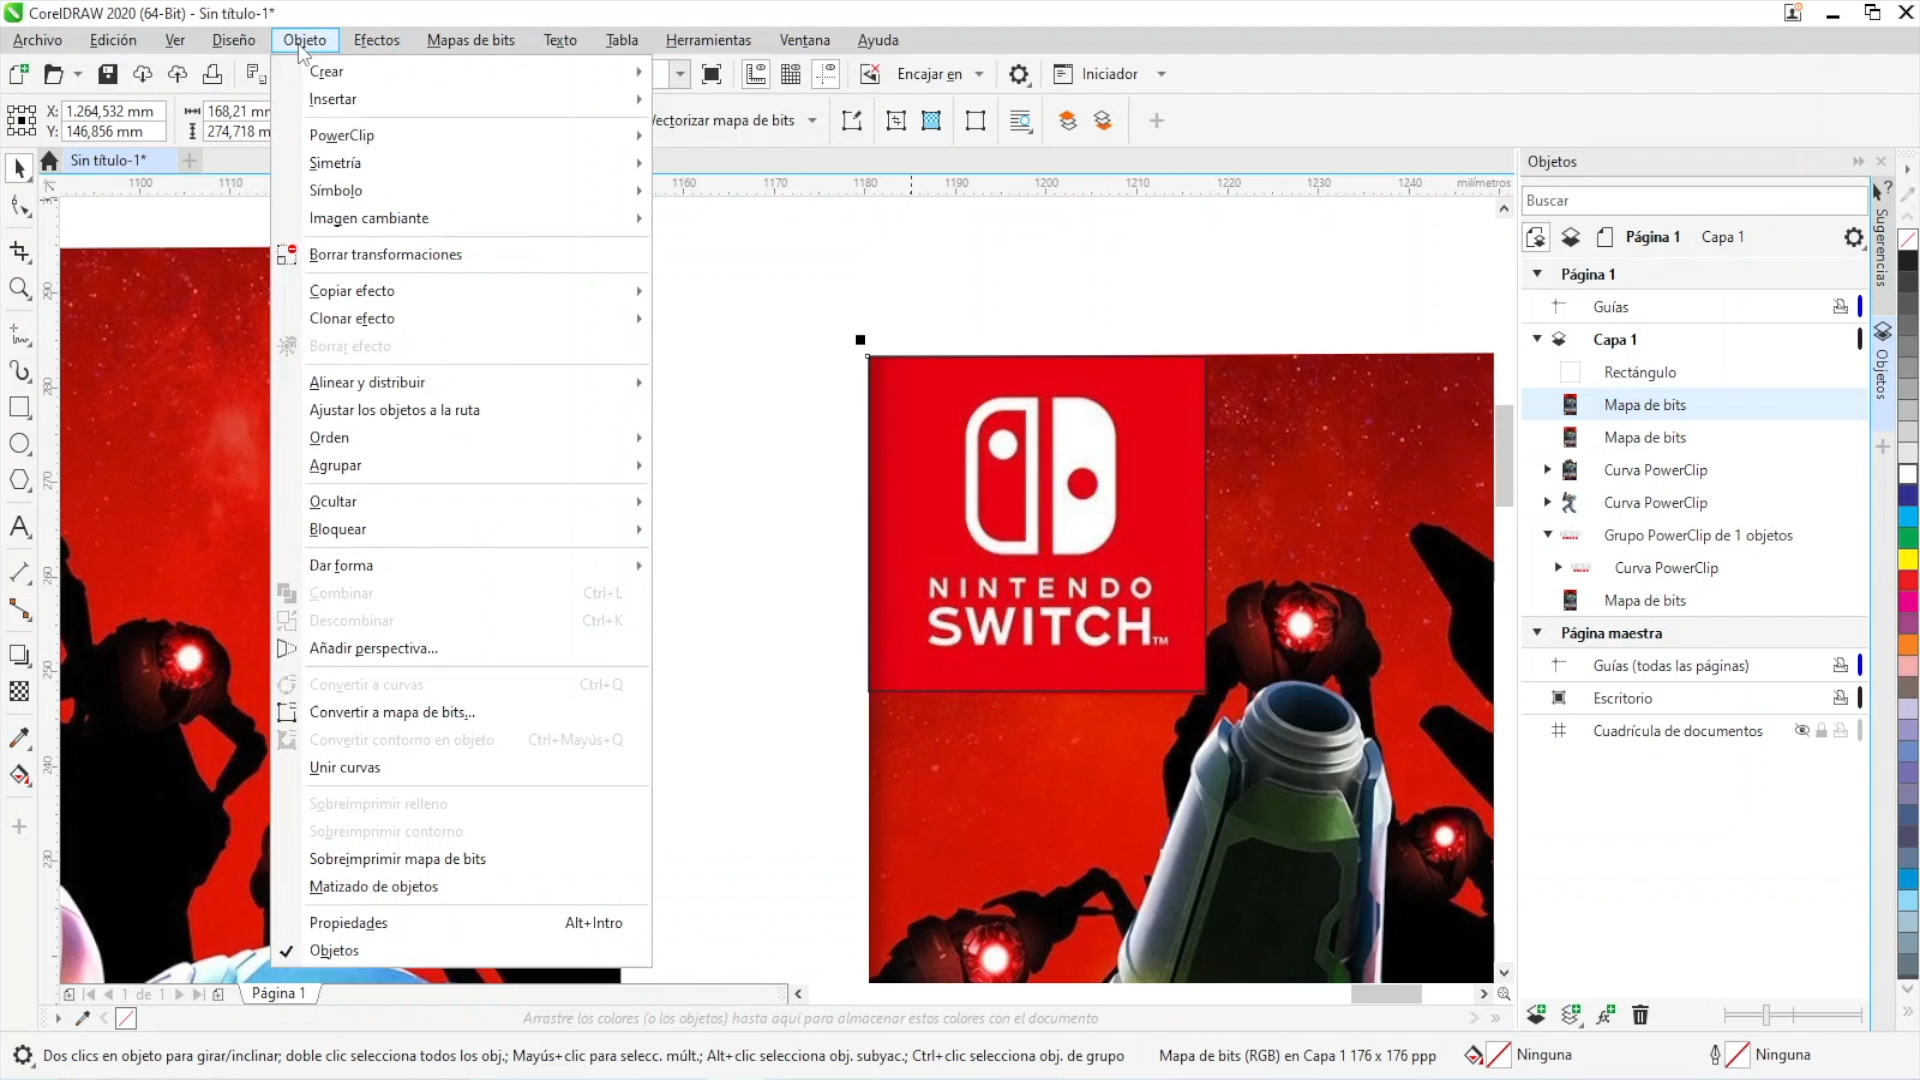 CorelDRAW 2020 (64-Bit) - Sin título-1*
Archivo Edición Ver Diseño Objeto Efectos Mapas de bits Texto Tabla Herramientas Ventana Ayuda
Encajar en Iniciador
X: 1.264,532 mm 168,21 m
Y: 146,856 mm 274,718 m
Vectorizar mapa de bits
Sin título-1*
1100 1110 1160 1170 1180 1190 1200 1210 1220 1230 1240 milímetros
290
280
270
260
250
240
230
Crear
Insertar
PowerClip
Simetría
Símbolo
Imagen cambiante
Borrar transformaciones
Copiar efecto
Clonar efecto
Borrar efecto
Alinear y distribuir
Ajustar los objetos a la ruta
Orden
Agrupar
Ocultar
Bloquear
Dar forma
Combinar Ctrl+L
Descombinar Ctrl+K
Añadir perspectiva...
Convertir a curvas Ctrl+Q
Convertir a mapa de bits...
Convertir contorno en objeto Ctrl+Mayús+Q
Unir curvas
Sobreimprimir relleno
Sobreimprimir contorno
Sobreimprimir mapa de bits
Matizado de objetos
Propiedades Alt+Intro
Objetos
NINTENDO
SWITCH™
Objetos
Buscar
Página 1 Capa 1
Página 1
Guías
Capa 1
Rectángulo
Mapa de bits
Mapa de bits
Curva PowerClip
Curva PowerClip
Grupo PowerClip de 1 objetos
Curva PowerClip
Mapa de bits
Página maestra
Guías (todas las páginas)
Escritorio
Cuadrícula de documentos
Sugerencias
Objetos
1 de 1 Página 1
Arrastre los colores (o los objetos) hasta aquí para almacenar estos colores con el documento
Dos clics en objeto para girar/inclinar; doble clic selecciona todos los obj.; Mayús+clic para selecc. múlt.; Alt+clic selecciona obj. subyac.; Ctrl+clic selecciona obj. de grupo Mapa de bits (RGB) en Capa 1 176 x 176 ppp Ninguna Ninguna